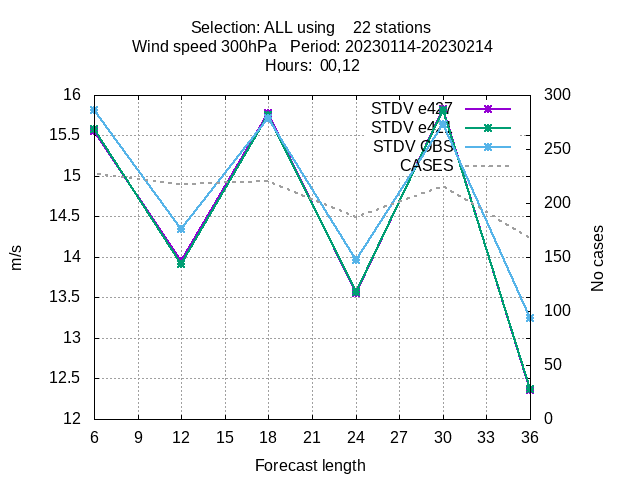 Selection: ALL using    22 stations
Wind speed 300hPa   Period: 20230114-20230214
Hours:  00,12
16 300
STDV e427
STDV
15.5 STDV OBS 250
CASES
15
14.5 200
m/s
14 150
No cases
13.5 100
13
12.5 50
12 0
6 9 12 15 18 21 24 27 30 33 36
Forecast length